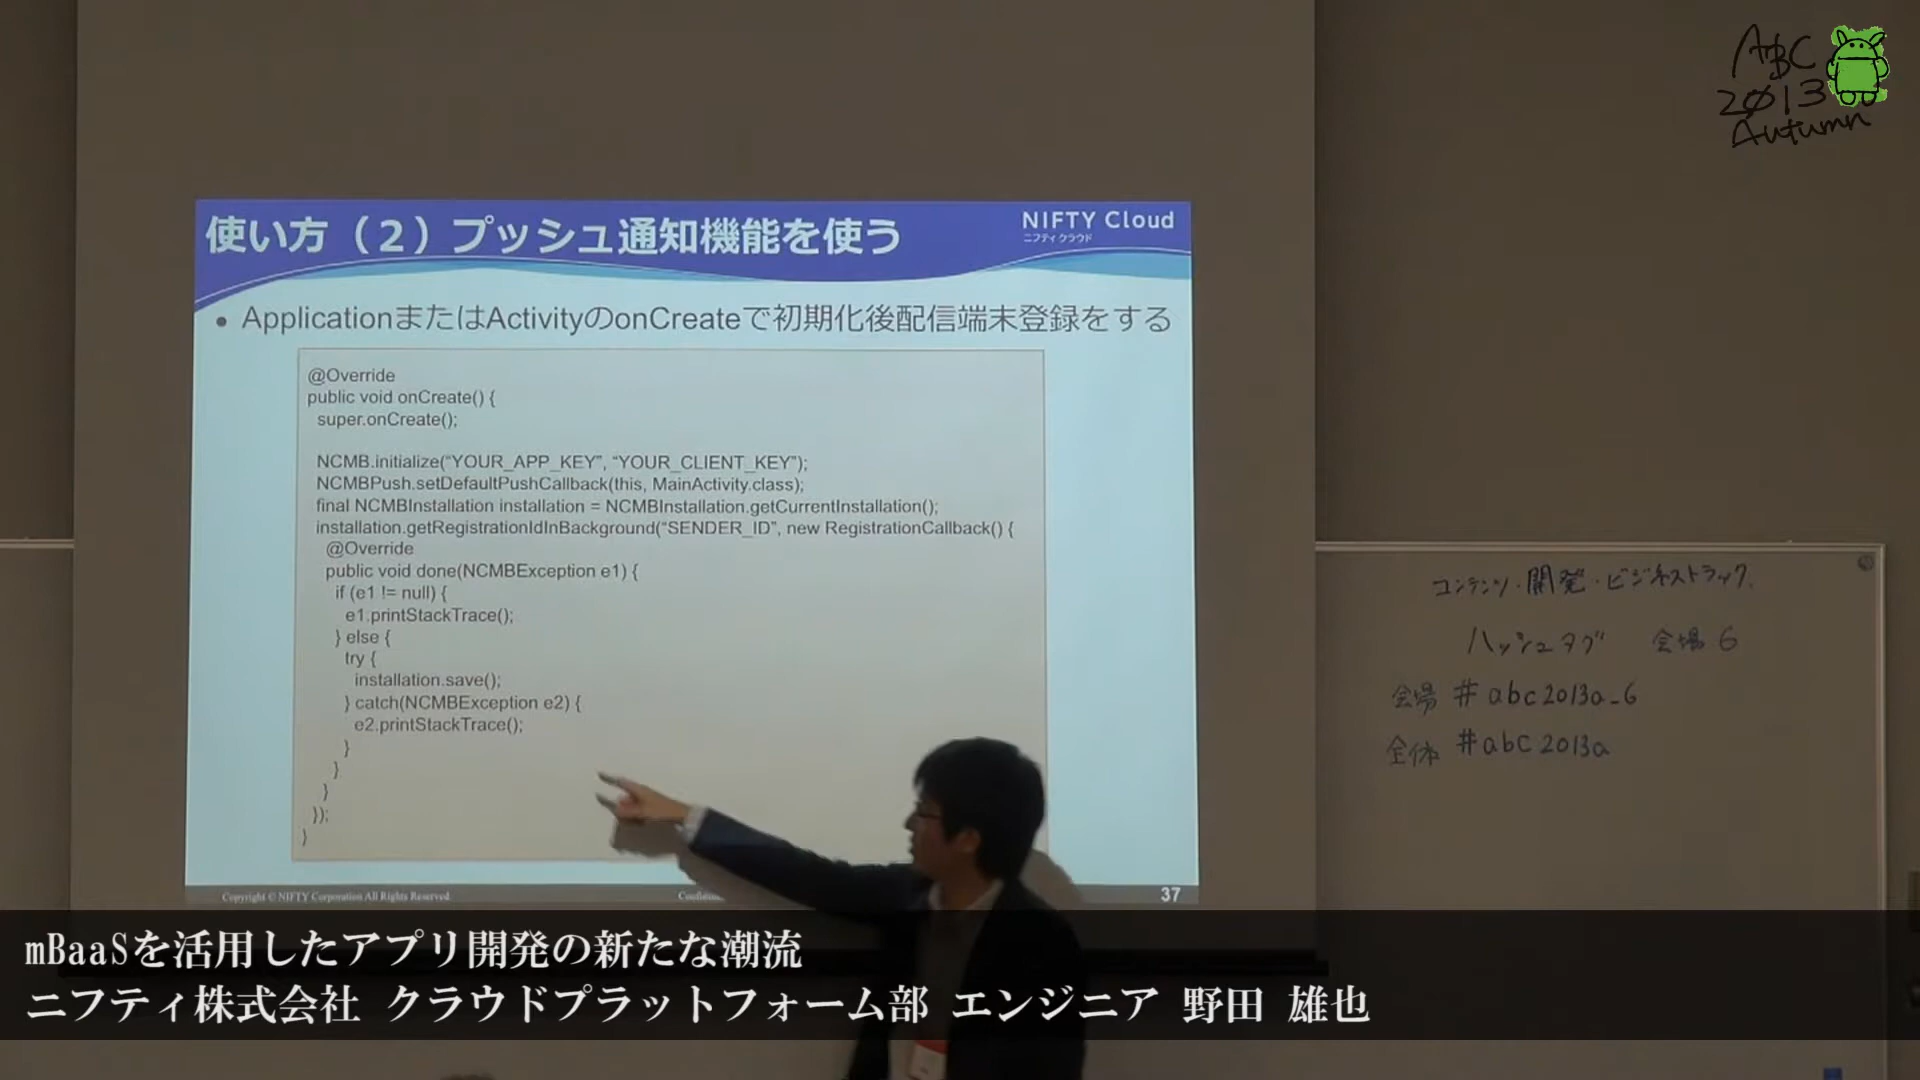 ABC
2013
Autumn
使い方（２）プッシュ通知機能を使う
NIFTY Cloud
ニフティクラウド
• ApplicationまたはActivityのonCreateで初期化後配信端末登録をする
@Override
public void onCreate() {
super.onCreate();
NCMB.initialize(“YOUR_APP_KEY”, “YOUR_CLIENT_KEY”);
NCMBPush.setDefaultPushCallback(this, MainActivity.class);
final NCMBInstallation installation = NCMBInstallation.getCurrentInstallation();
installation.getRegistrationIdInBackground(“SENDER_ID”, new RegistrationCallback() {
@Override
public void done(NCMBException e1) {
if (e1 != null) {
e1.printStackTrace();
} else {
try {
installation.save();
} catch(NCMBException e2) {
e2.printStackTrace();
}
}
}
});
}
Copyright © NIFTY Corporation All Rights Reserved.
37
コンテンツ・開発・ビジネストラック
ハッシュタグ 会場 6
会場 #abc2013a_6
全体 #abc2013a
mBaaSを活用したアプリ開発の新たな潮流
ニフティ株式会社 クラウドプラットフォーム部 エンジニア 野田 雄也